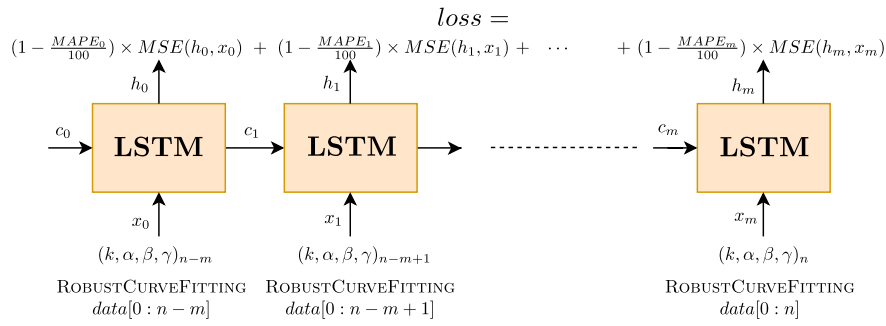 loss =
(1 − MAPE_0/100) × MSE(h_0, x_0) + (1 − MAPE_1/100) × MSE(h_1, x_1) + ⋯ + (1 − MAPE_m/100) × MSE(h_m, x_m)
h_0 h_1 h_m
c_0 c_1 c_m
LSTM LSTM LSTM
x_0 x_1 x_m
(k, α, β, γ)_{n−m} (k, α, β, γ)_{n−m+1} (k, α, β, γ)_n
ROBUSTCURVEFITTING ROBUSTCURVEFITTING ROBUSTCURVEFITTING
data[0 : n − m] data[0 : n − m + 1] data[0 : n]